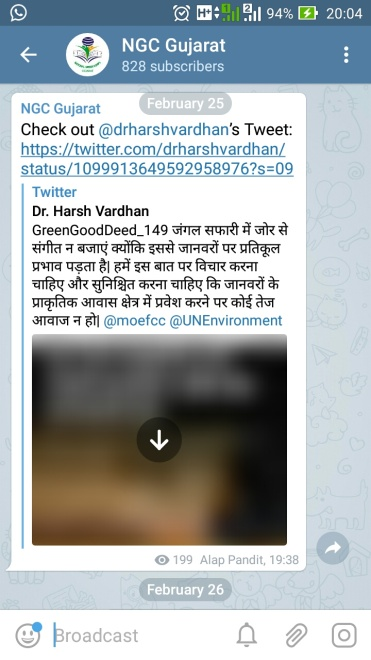 H+ 1 2 94% 20:04
NGC Gujarat
828 subscribers
February 25
NGC Gujarat
Check out @drharshvardhan’s Tweet:
https://twitter.com/drharshvardhan/
status/1099913649592958976?s=09
Twitter
Dr. Harsh Vardhan
GreenGoodDeed_149 जंगल सफारी में जोर से
संगीत न बजाएं क्योंकि इससे जानवरों पर प्रतिकूल
प्रभाव पड़ता है| हमें इस बात पर विचार करना
चाहिए और सुनिश्चित करना चाहिए कि जानवरों के
प्राकृतिक आवास क्षेत्र में प्रवेश करने पर कोई तेज
आवाज न हो| @moefcc @UNEnvironment
199 Alap Pandit, 19:38
February 26
Broadcast